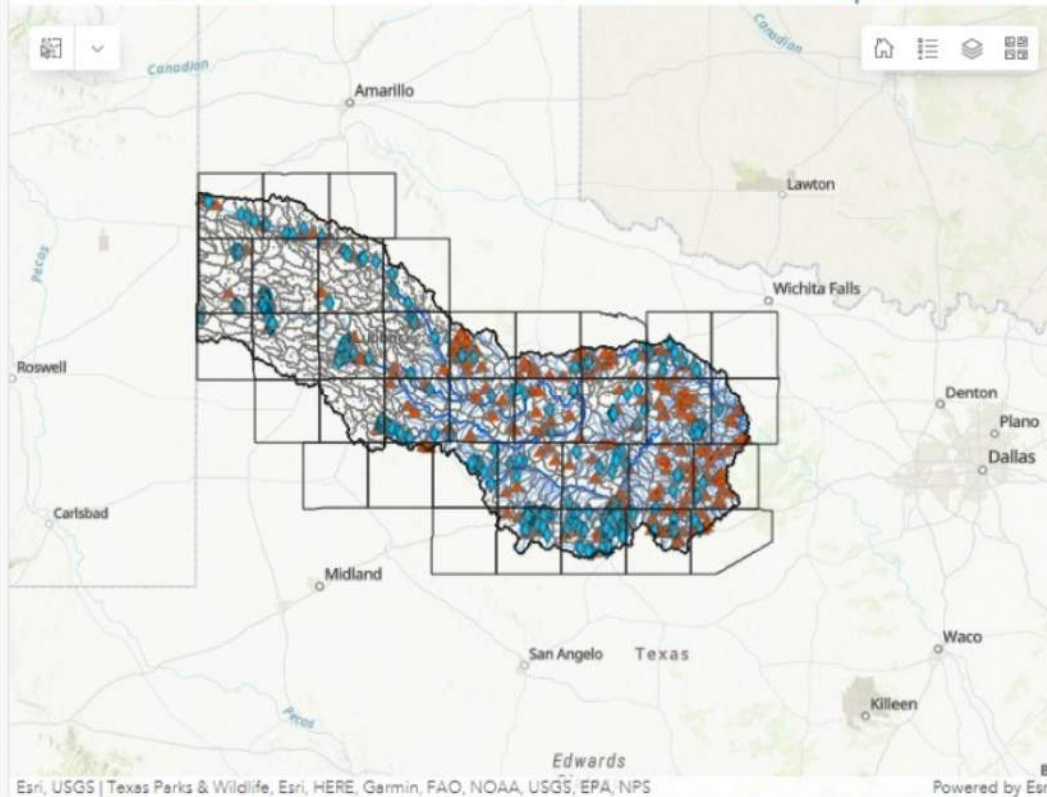 Canadian
Canadian
Amarillo
Lawton
Pecos
Wichita Falls
Roswell
Denton
Plano
Dallas
Carlsbad
Midland
Waco
San Angelo
Texas
Killeen
Pecos
Edwards
Esri, USGS | Texas Parks & Wildlife, Esri, HERE, Garmin, FAO, NOAA, USGS, EPA, NPS
Powered by Esr